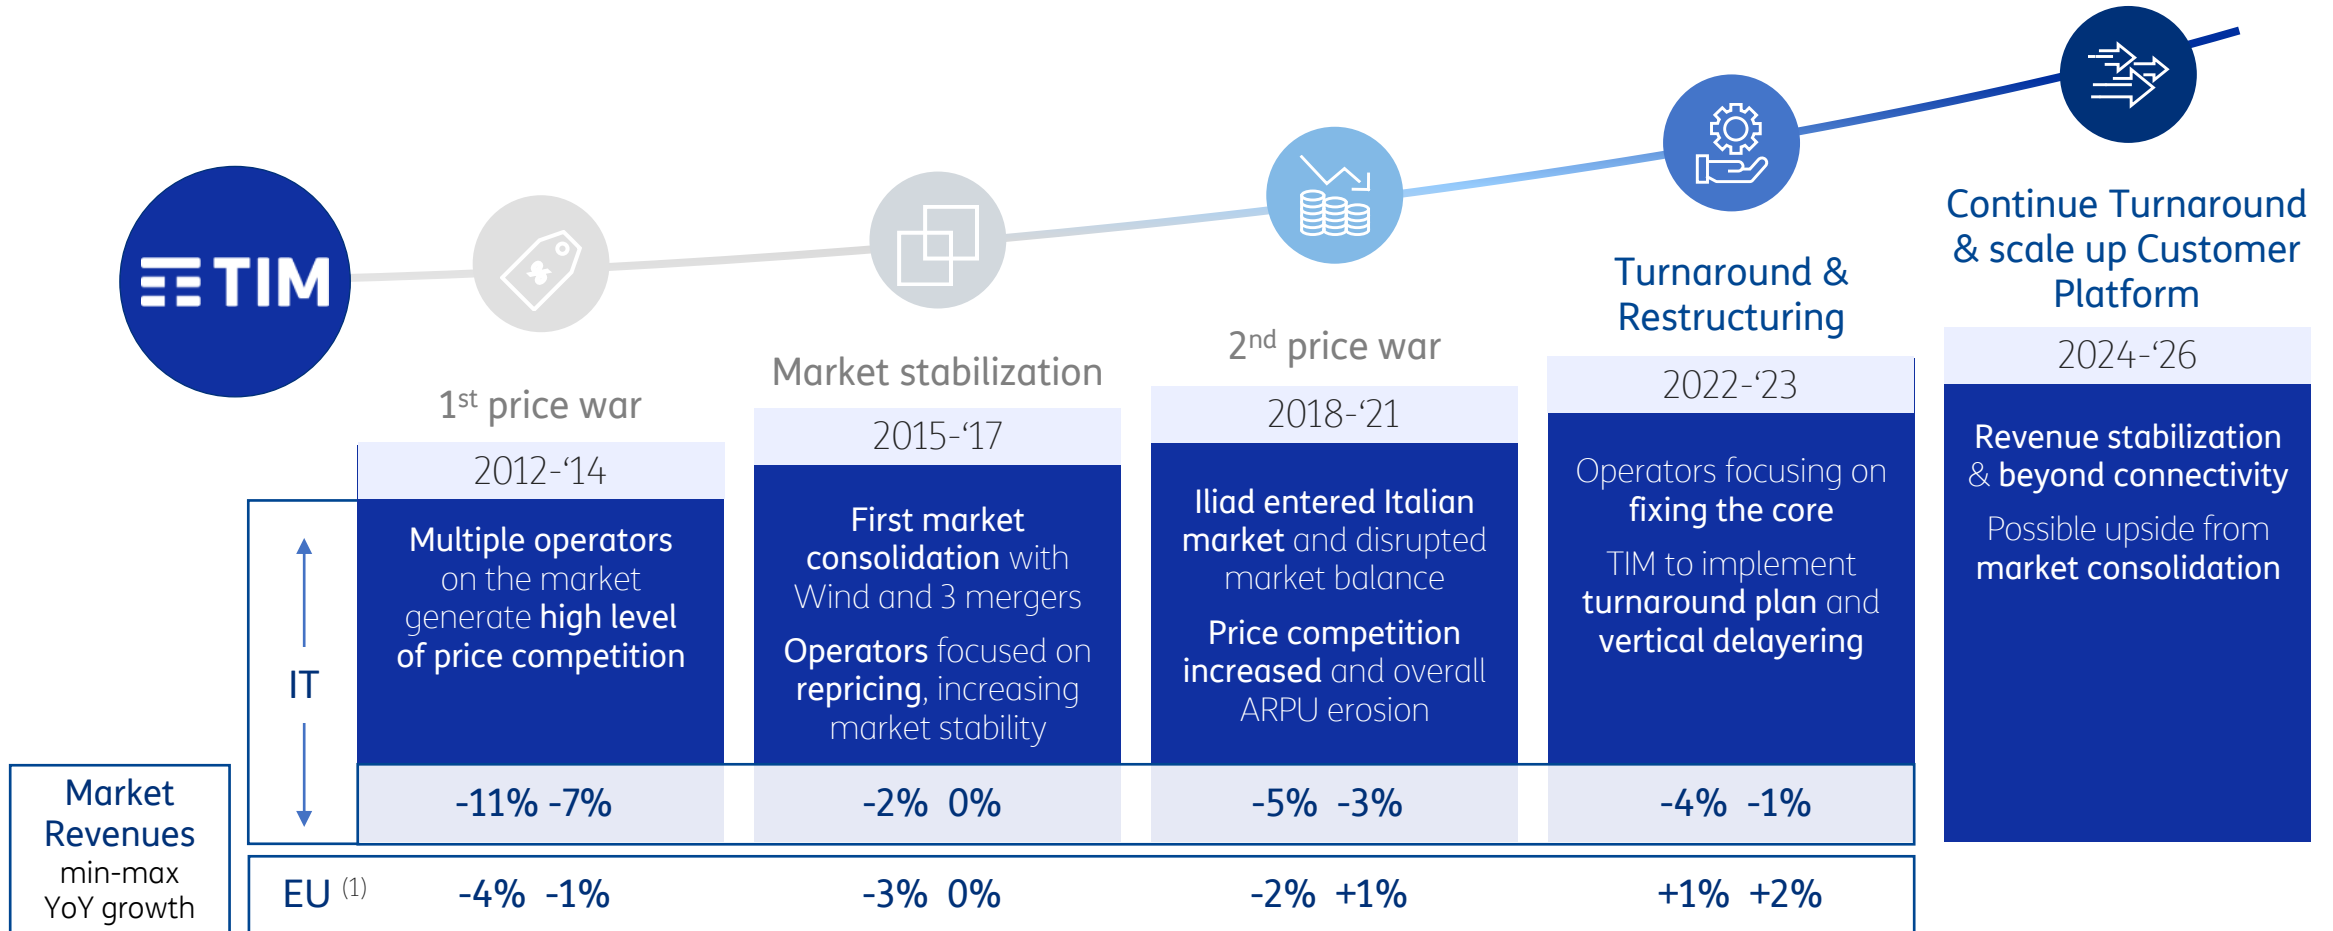 TIM
1st price war
2012-‘14
Multiple operators
on the market
generate high level
of price competition
Market stabilization
2015-‘17
First market
consolidation with
Wind and 3 mergers
Operators focused on
repricing, increasing
market stability
2nd price war
2018-‘21
Iliad entered Italian
market and disrupted
market balance
Price competition
increased and overall
ARPU erosion
Turnaround &
Restructuring
2022-‘23
Operators focusing on
fixing the core
TIM to implement
turnaround plan and
vertical delayering
Continue Turnaround
& scale up Customer
Platform
2024-‘26
Revenue stabilization
& beyond connectivity
Possible upside from
market consolidation
Market
Revenues
min-max
YoY growth
IT
-11% -7%
-2% 0%
-5% -3%
-4% -1%
EU (1)
-4% -1%
-3% 0%
-2% +1%
+1% +2%